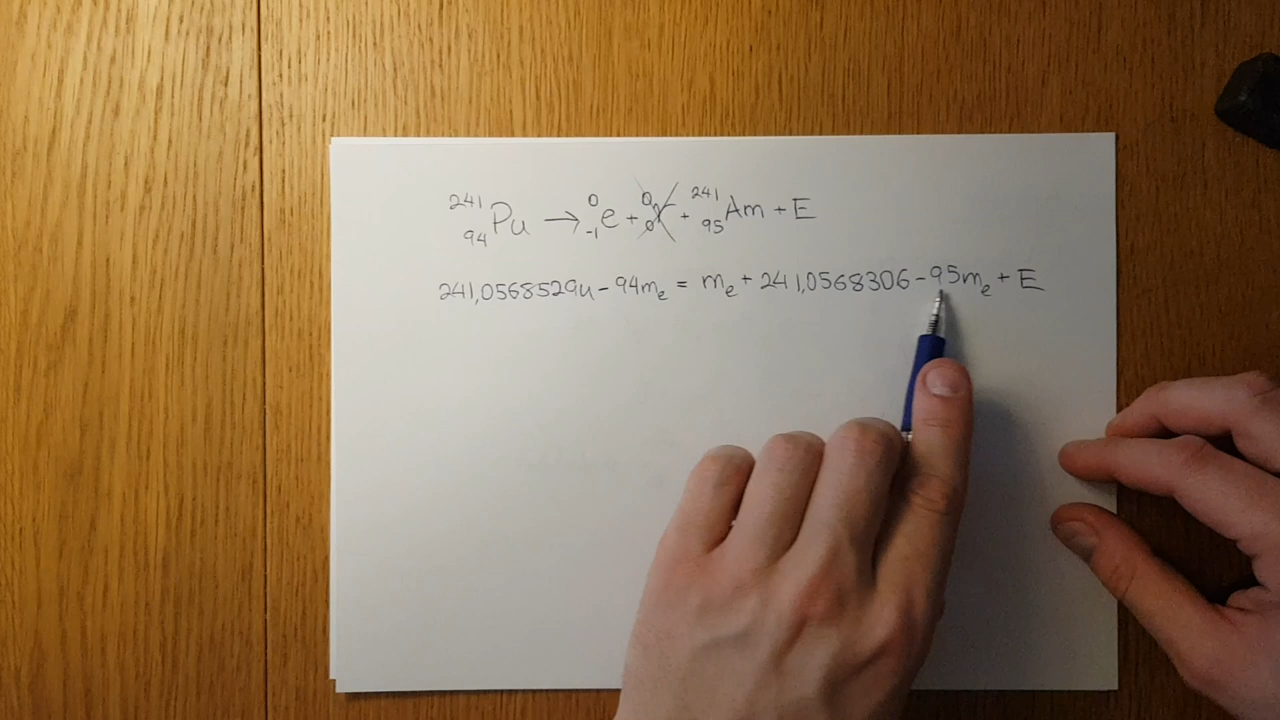 ²⁴¹₉₄Pu → ⁰₋₁e + ⁰₀ν + ²⁴¹₉₅Am + E
241,0568529u - 94mₑ = mₑ + 241,0568306 - 95mₑ + E